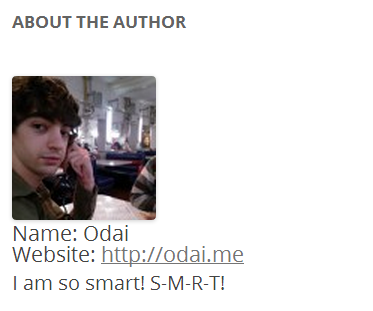 ABOUT THE AUTHOR
Name: Odai
Website: http://odai.me
I am so smart! S-M-R-T!